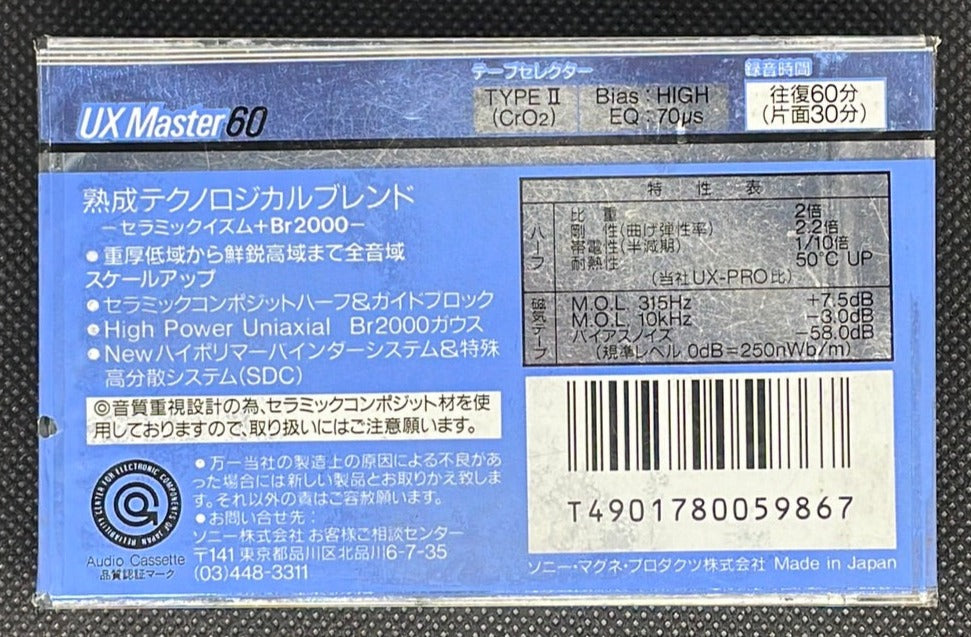 UX Master 60
テープセレクター
TYPE II
(CrO2)
Bias : HIGH
EQ : 70μs
録音時間
往復60分
(片面30分)
熟成テクノロジカルブレンド
—セラミックイズム+Br2000—
●重厚低域から鮮鋭高域まで全音域
スケールアップ
●セラミックコンポジットハーフ&ガイドブロック
●High Power Uniaxial Br2000ガウス
●Newハイポリマーバインダーシステム&特殊
高分散システム(SDC)
◎音質重視設計の為、セラミックコンポジット材を使
用しておりますので、取り扱いにはご注意願います。
RELIABILITY CENTER FOR ELECTRONIC COMPONENTS OF JAPAN
Audio Cassette
品質認証マーク
●万一当社の製造上の原因による不良があ
った場合には新しい製品とお取りかえ致しま
す。それ以外の責はご容赦願います。
●お問い合せ先:
ソニー株式会社 お客様ご相談センター
〒141 東京都品川区北品川6-7-35
(03)448-3311
特性表
ハーフ
比重 2倍
剛性(曲げ弾性率) 2.2倍
帯電性(半減期) 1/10倍
耐熱性 50°C UP
(当社UX-PRO比)
磁気テープ
M.O.L. 315Hz +7.5dB
M.O.L. 10kHz −3.0dB
バイアスノイズ −58.0dB
(規準レベル 0dB=250nWb/m)
T4901780059867
ソニー・マグネ・プロダクツ株式会社 Made in Japan